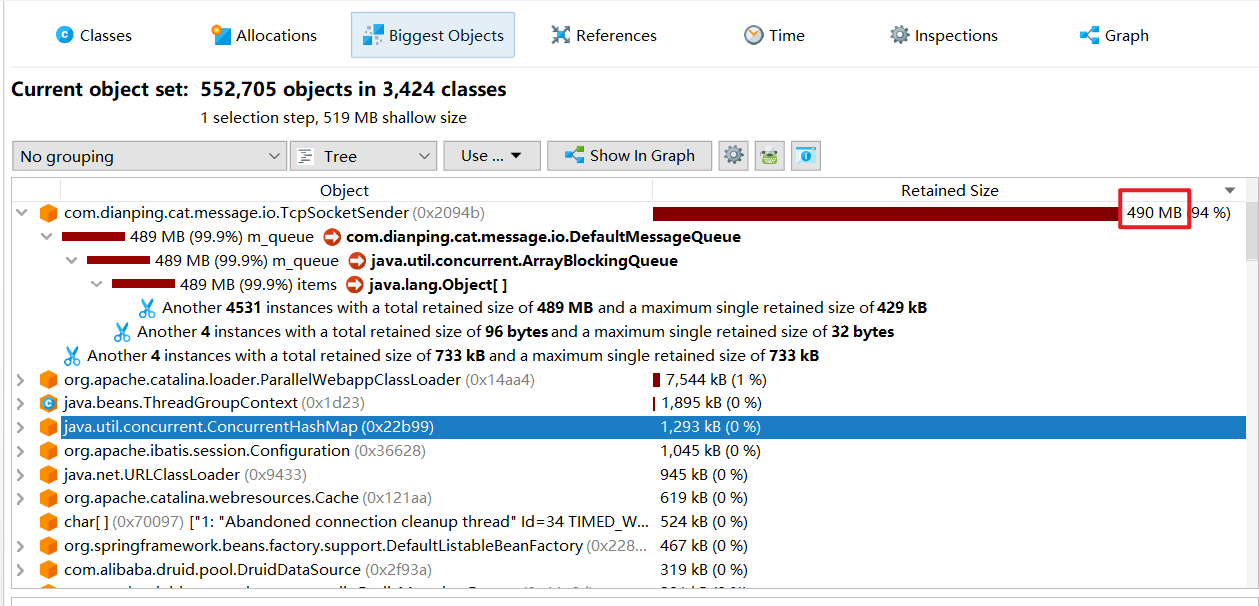 Classes Allocations Biggest Objects References Time Inspections Graph
Current object set: 552,705 objects in 3,424 classes
1 selection step, 519 MB shallow size
No grouping Tree Use ... Show In Graph
Object Retained Size
com.dianping.cat.message.io.TcpSocketSender (0x2094b) 490 MB (94 %)
489 MB (99.9%) m_queue com.dianping.cat.message.io.DefaultMessageQueue
489 MB (99.9%) m_queue java.util.concurrent.ArrayBlockingQueue
489 MB (99.9%) items java.lang.Object[ ]
Another 4531 instances with a total retained size of 489 MB and a maximum single retained size of 429 kB
Another 4 instances with a total retained size of 96 bytes and a maximum single retained size of 32 bytes
Another 4 instances with a total retained size of 733 kB and a maximum single retained size of 733 kB
org.apache.catalina.loader.ParallelWebappClassLoader (0x14aa4) 7,544 kB (1 %)
java.beans.ThreadGroupContext (0x1d23) 1,895 kB (0 %)
java.util.concurrent.ConcurrentHashMap (0x22b99) 1,293 kB (0 %)
org.apache.ibatis.session.Configuration (0x36628) 1,045 kB (0 %)
java.net.URLClassLoader (0x9433) 945 kB (0 %)
org.apache.catalina.webresources.Cache (0x121aa) 619 kB (0 %)
char[ ] (0x70097) ["1: "Abandoned connection cleanup thread" Id=34 TIMED_W... 524 kB (0 %)
org.springframework.beans.factory.support.DefaultListableBeanFactory (0x228... 467 kB (0 %)
com.alibaba.druid.pool.DruidDataSource (0x2f93a) 319 kB (0 %)